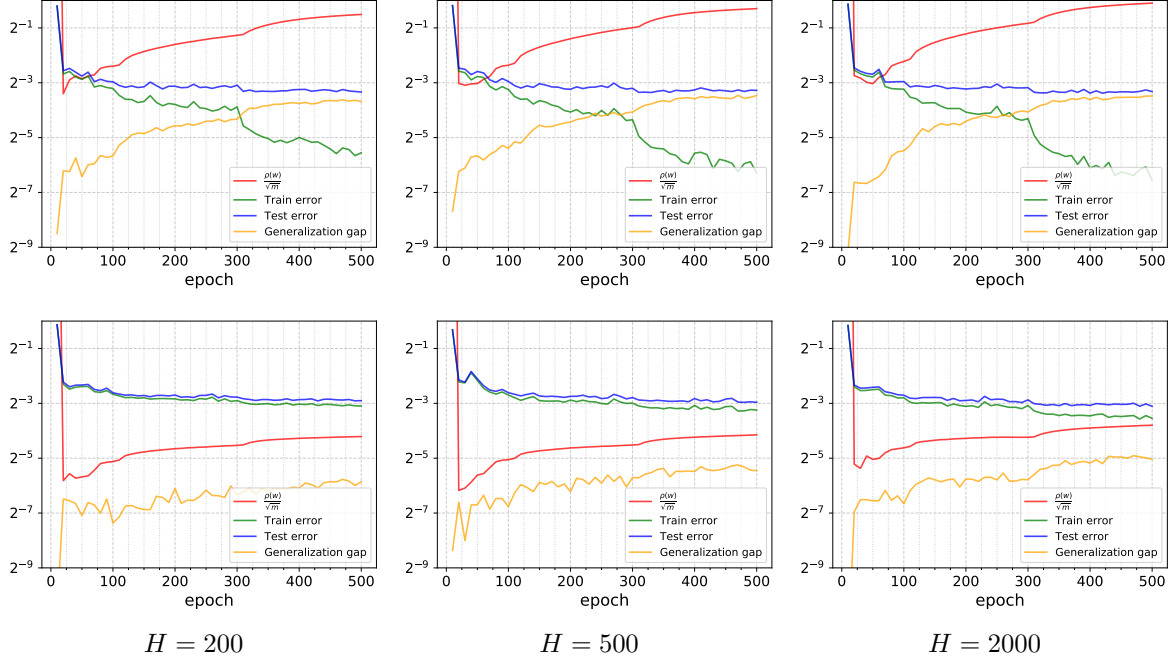 2⁻¹ 2⁻¹ 2⁻¹
2⁻³ 2⁻³ 2⁻³
2⁻⁵ 2⁻⁵ 2⁻⁵
2⁻⁷ 2⁻⁷ 2⁻⁷
2⁻⁹ 2⁻⁹ 2⁻⁹
ρ(w)/√m ρ(w)/√m ρ(w)/√m
Train error Train error Train error
Test error Test error Test error
Generalization gap Generalization gap Generalization gap
0 100 200 300 400 500 0 100 200 300 400 500 0 100 200 300 400 500
epoch epoch epoch
2⁻¹ 2⁻¹ 2⁻¹
2⁻³ 2⁻³ 2⁻³
2⁻⁵ 2⁻⁵ 2⁻⁵
2⁻⁷ 2⁻⁷ 2⁻⁷
2⁻⁹ 2⁻⁹ 2⁻⁹
ρ(w)/√m ρ(w)/√m ρ(w)/√m
Train error Train error Train error
Test error Test error Test error
Generalization gap Generalization gap Generalization gap
0 100 200 300 400 500 0 100 200 300 400 500 0 100 200 300 400 500
epoch epoch epoch
H = 200 H = 500 H = 2000